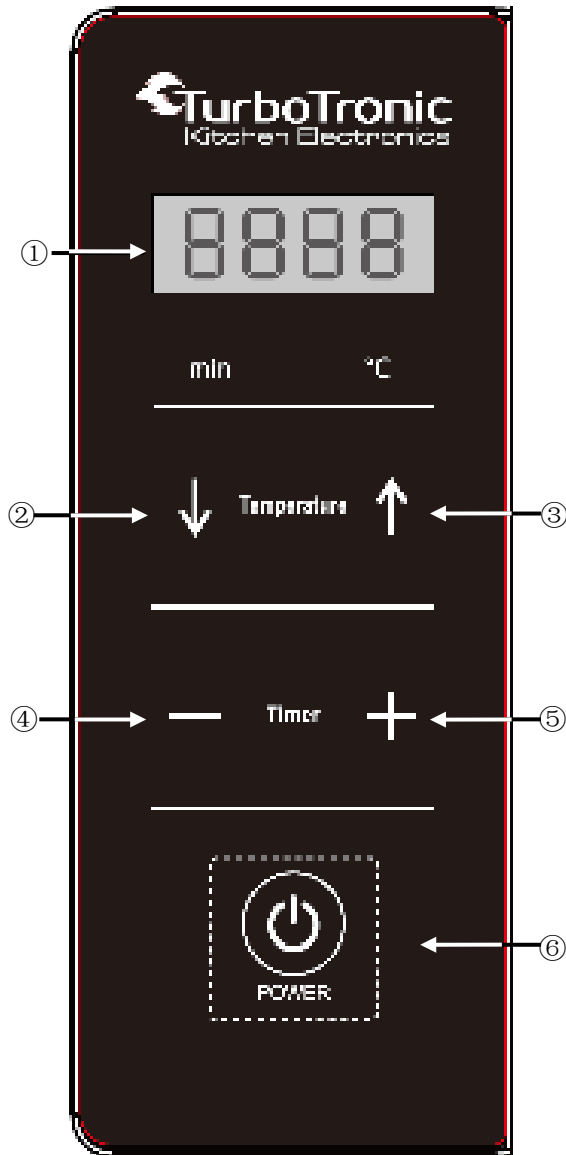 TurboTronic
Kitchen Electronics
① 8888
min °C
② ↓ Temperature ↑ ③
④ − Timer + ⑤
⑥
POWER